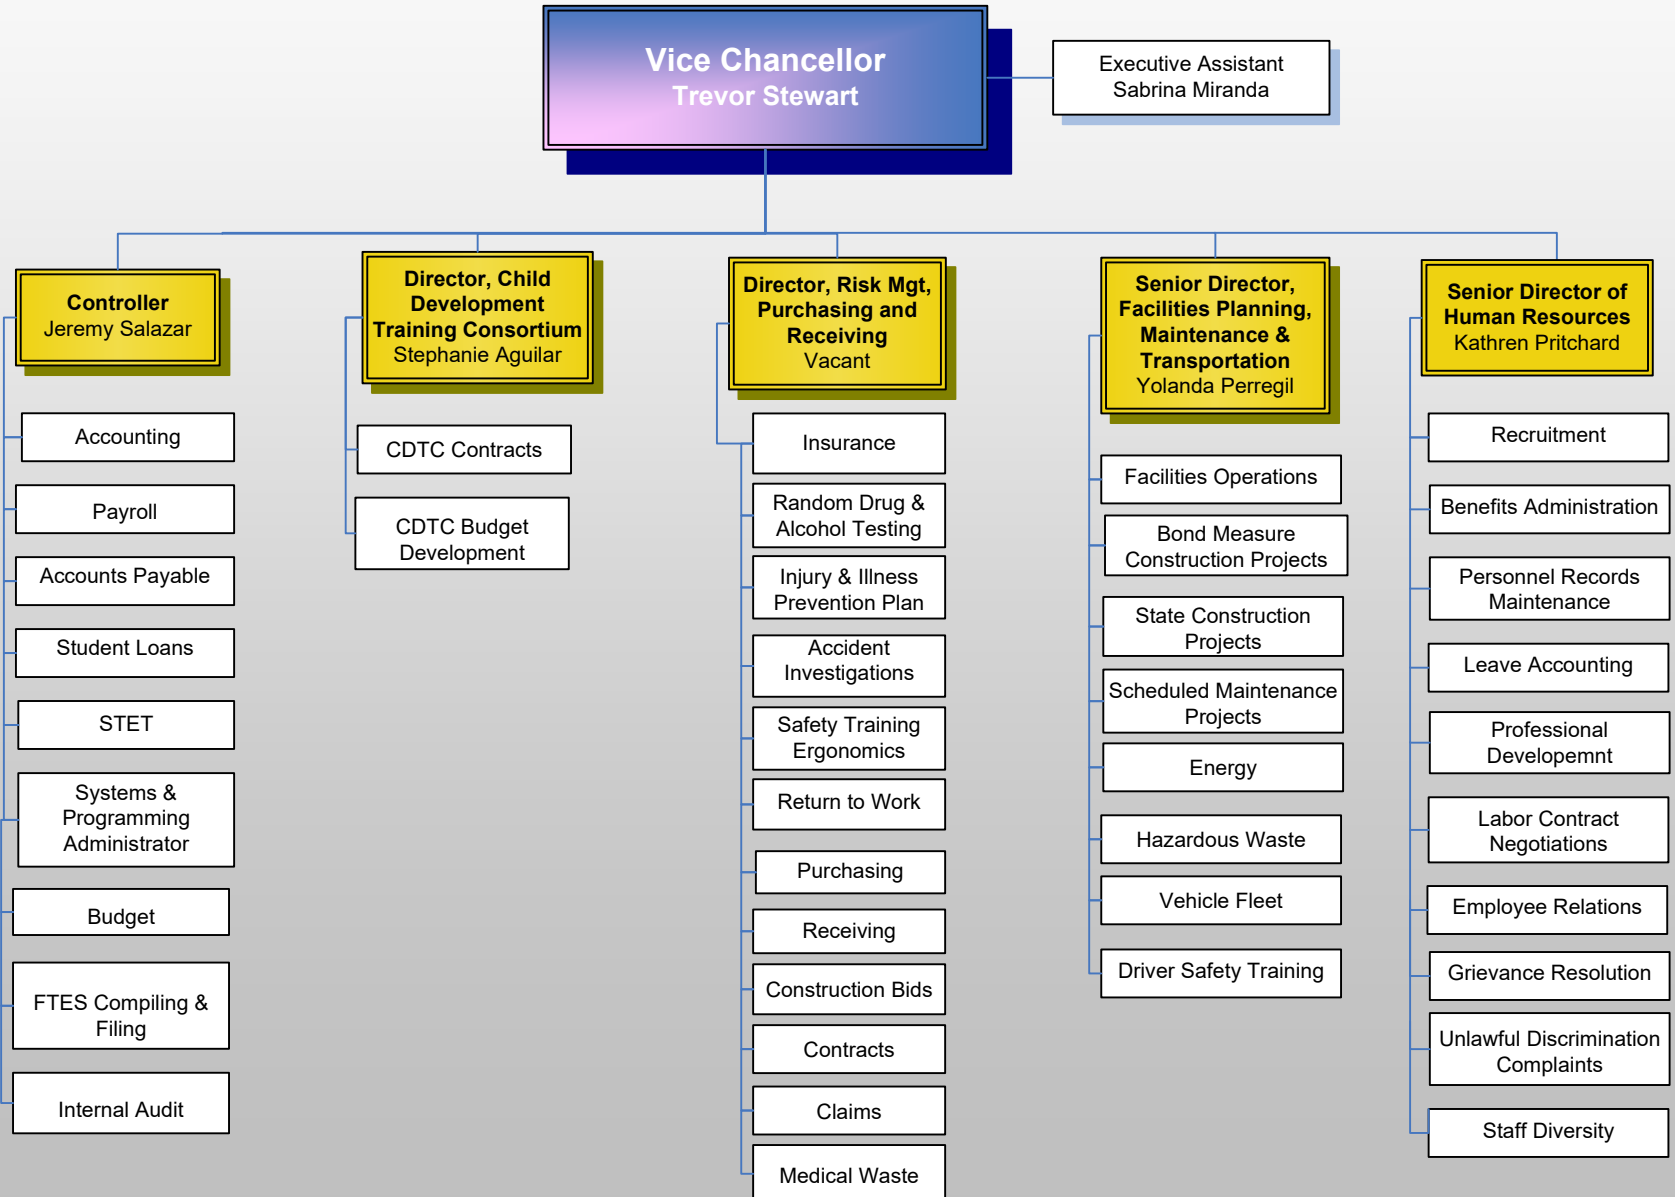 Vice Chancellor
Trevor Stewart
Executive Assistant
Sabrina Miranda
Controller
Jeremy Salazar
Accounting
Payroll
Accounts Payable
Student Loans
STET
Systems &
Programming
Administrator
Budget
FTES Compiling &
Filing
Internal Audit
Director, Child
Development
Training Consortium
Stephanie Aguilar
CDTC Contracts
CDTC Budget
Development
Director, Risk Mgt,
Purchasing and
Receiving
Vacant
Insurance
Random Drug &
Alcohol Testing
Injury & Illness
Prevention Plan
Accident
Investigations
Safety Training
Ergonomics
Return to Work
Purchasing
Receiving
Construction Bids
Contracts
Claims
Medical Waste
Senior Director,
Facilities Planning,
Maintenance &
Transportation
Yolanda Perregil
Facilities Operations
Bond Measure
Construction Projects
State Construction
Projects
Scheduled Maintenance
Projects
Energy
Hazardous Waste
Vehicle Fleet
Driver Safety Training
Senior Director of
Human Resources
Kathren Pritchard
Recruitment
Benefits Administration
Personnel Records
Maintenance
Leave Accounting
Professional
Developemnt
Labor Contract
Negotiations
Employee Relations
Grievance Resolution
Unlawful Discrimination
Complaints
Staff Diversity